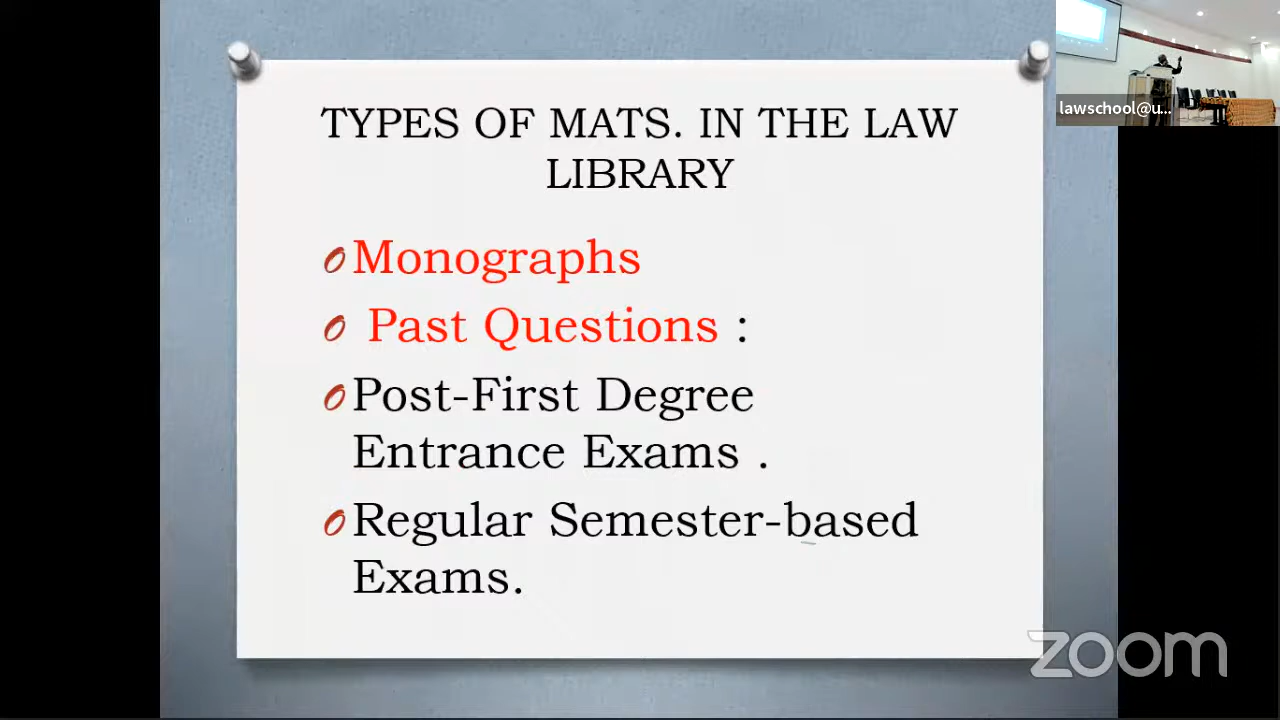 TYPES OF MATS. IN THE LAW
LIBRARY
Monographs
Past Questions :
Post-First Degree
Entrance Exams .
Regular Semester-based
Exams.
lawschool@u...
zoom